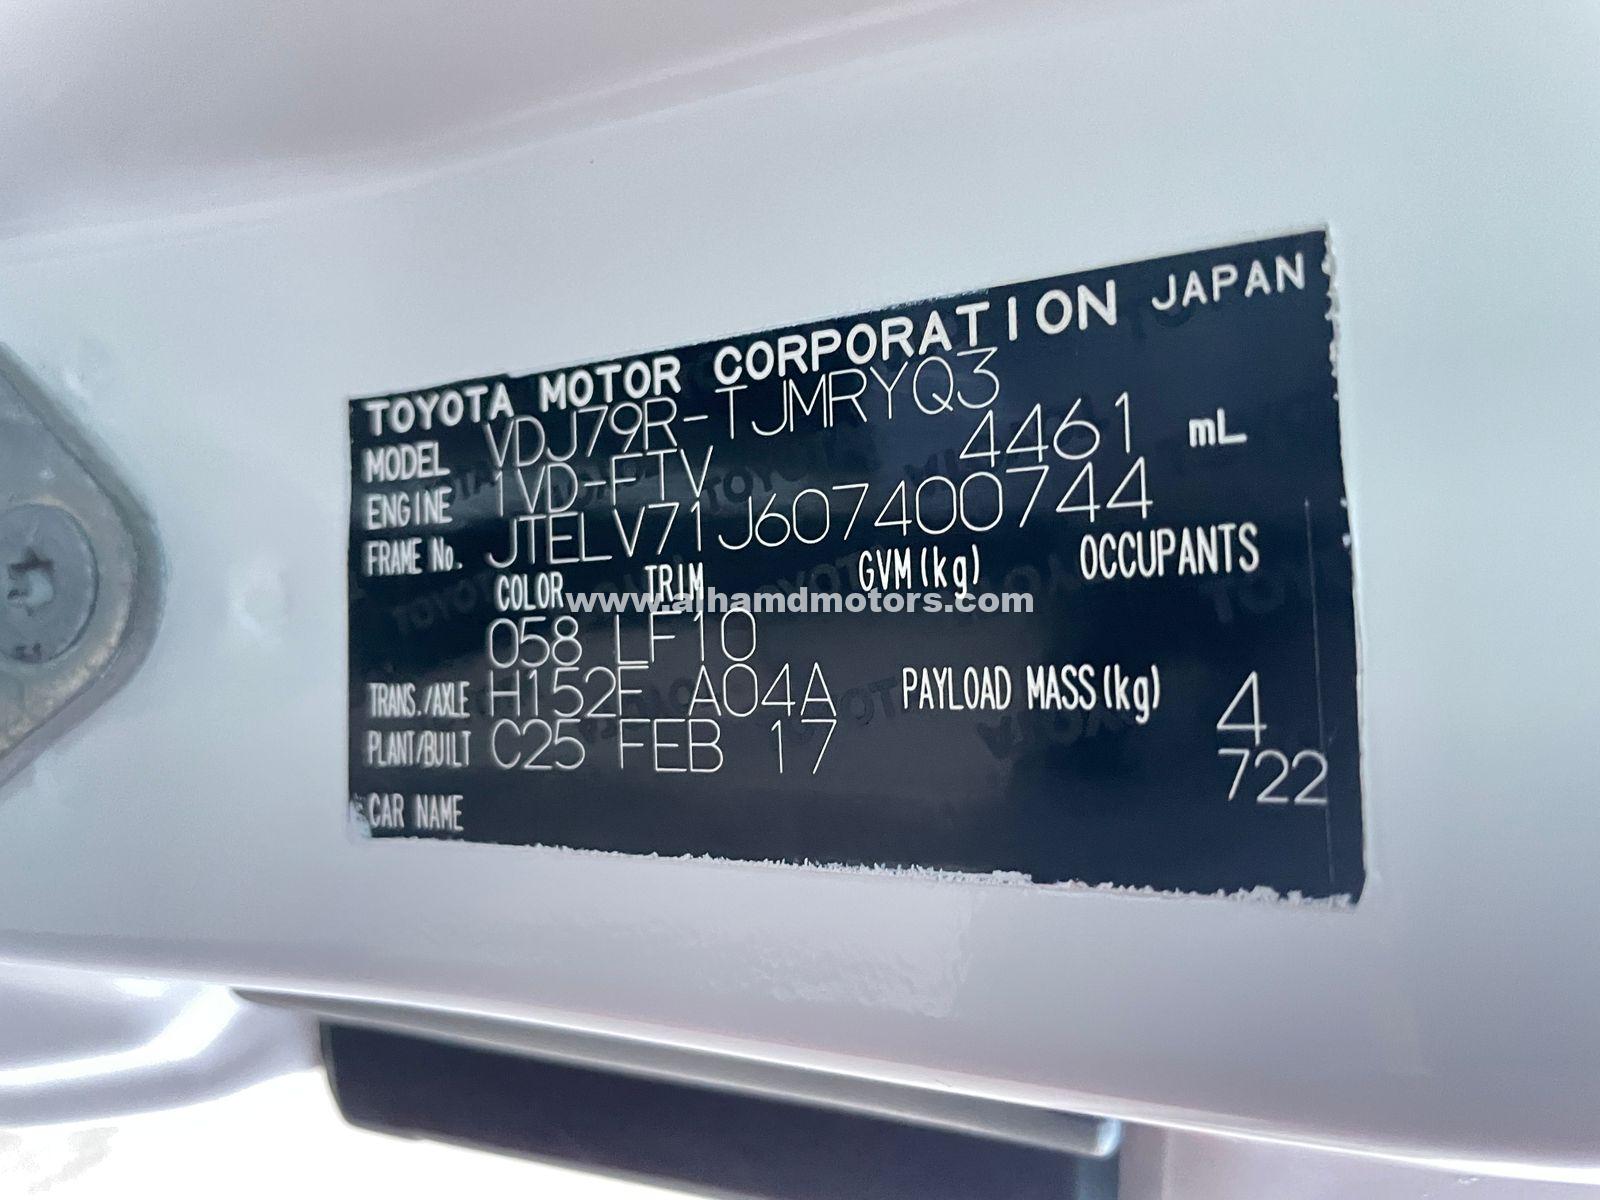 TOYOTA MOTOR CORPORATION JAPAN
MODEL VDJ79R-TJMRYQ3
ENGINE 1VD-FTV 4461 mL
FRAME No. JTELV71J607400744
COLOR TRIM GVM(kg) OCCUPANTS
www.alhamdmotors.com
058 LF10
TRANS./AXLE H152F A04A PAYLOAD MASS(kg) 4
PLANT/BUILT C25 FEB 17 722
CAR NAME